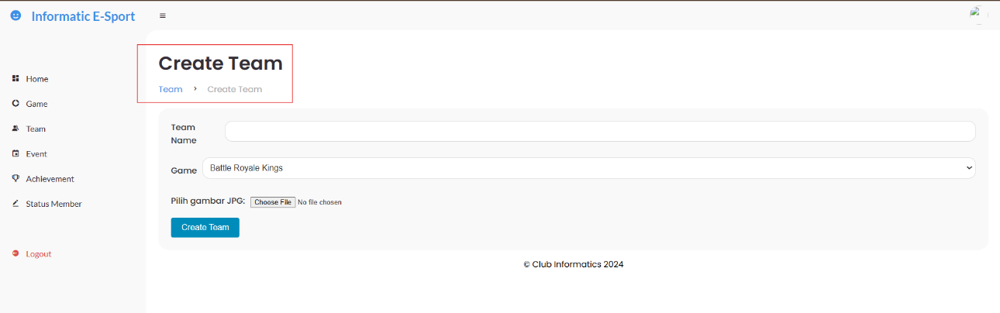 Informatic E-Sport
Home
Game
Team
Event
Achievement
Status Member
Logout
Create Team
Team > Create Team
Team
Name
Game Battle Royale Kings
Pilih gambar JPG: Choose File No file chosen
Create Team
© Club Informatics 2024